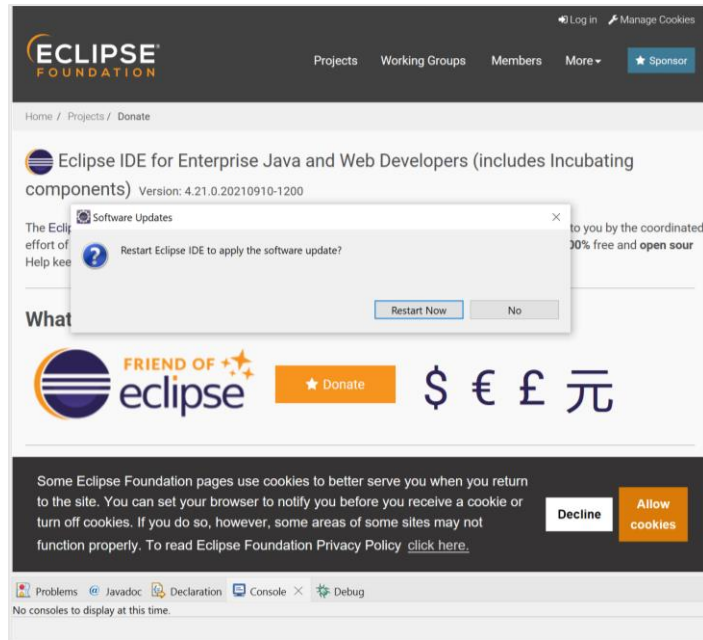 Log in Manage Cookies
ECLIPSE
FOUNDATION
Projects Working Groups Members More Sponsor
Home / Projects / Donate
Eclipse IDE for Enterprise Java and Web Developers (includes Incubating
components) Version: 4.21.0.20210910-1200
The to you by the coordinated
effort of free and open sour
Help
Software Updates
Restart Eclipse IDE to apply the software update?
Restart Now No
What
FRIEND OF
eclipse
Donate
$ € £ 元
Some Eclipse Foundation pages use cookies to better serve you when you return
to the site. You can set your browser to notify you before you receive a cookie or
turn off cookies. If you do so, however, some areas of some sites may not
function properly. To read Eclipse Foundation Privacy Policy click here.
Decline
Allow
cookies
Problems @ Javadoc Declaration Console Debug
No consoles to display at this time.